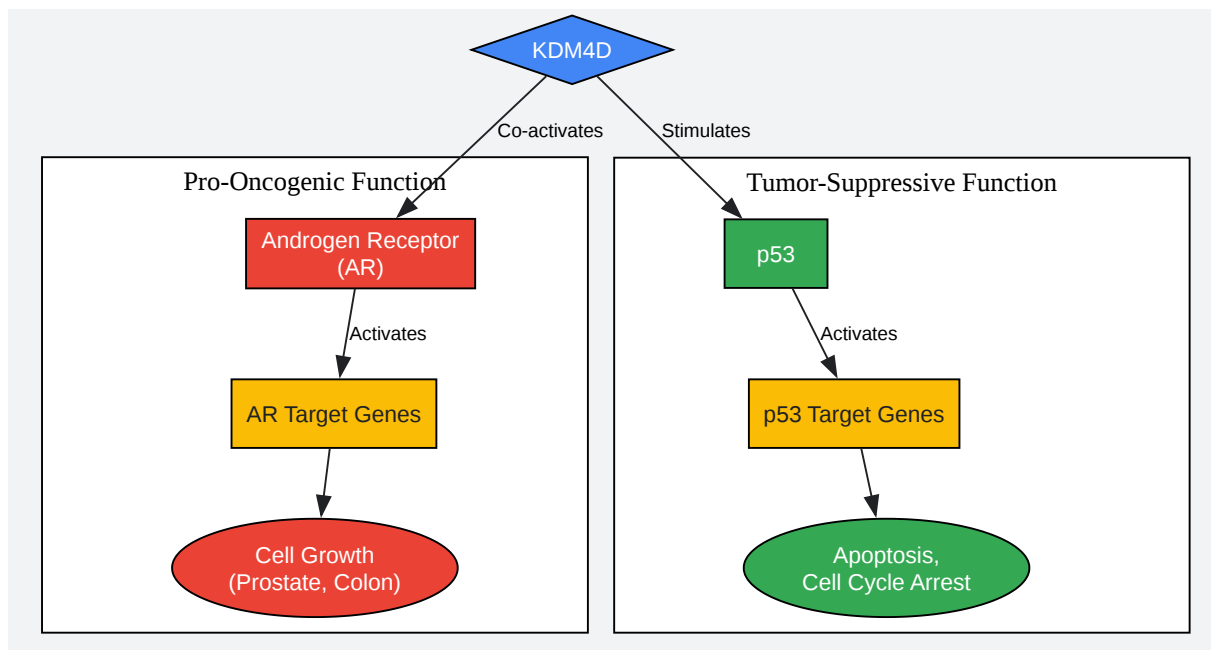 KDM4D
Co-activates
Stimulates
Pro-Oncogenic Function
Androgen Receptor
(AR)
Activates
AR Target Genes
Cell Growth
(Prostate, Colon)
Tumor-Suppressive Function
p53
Activates
p53 Target Genes
Apoptosis,
Cell Cycle Arrest